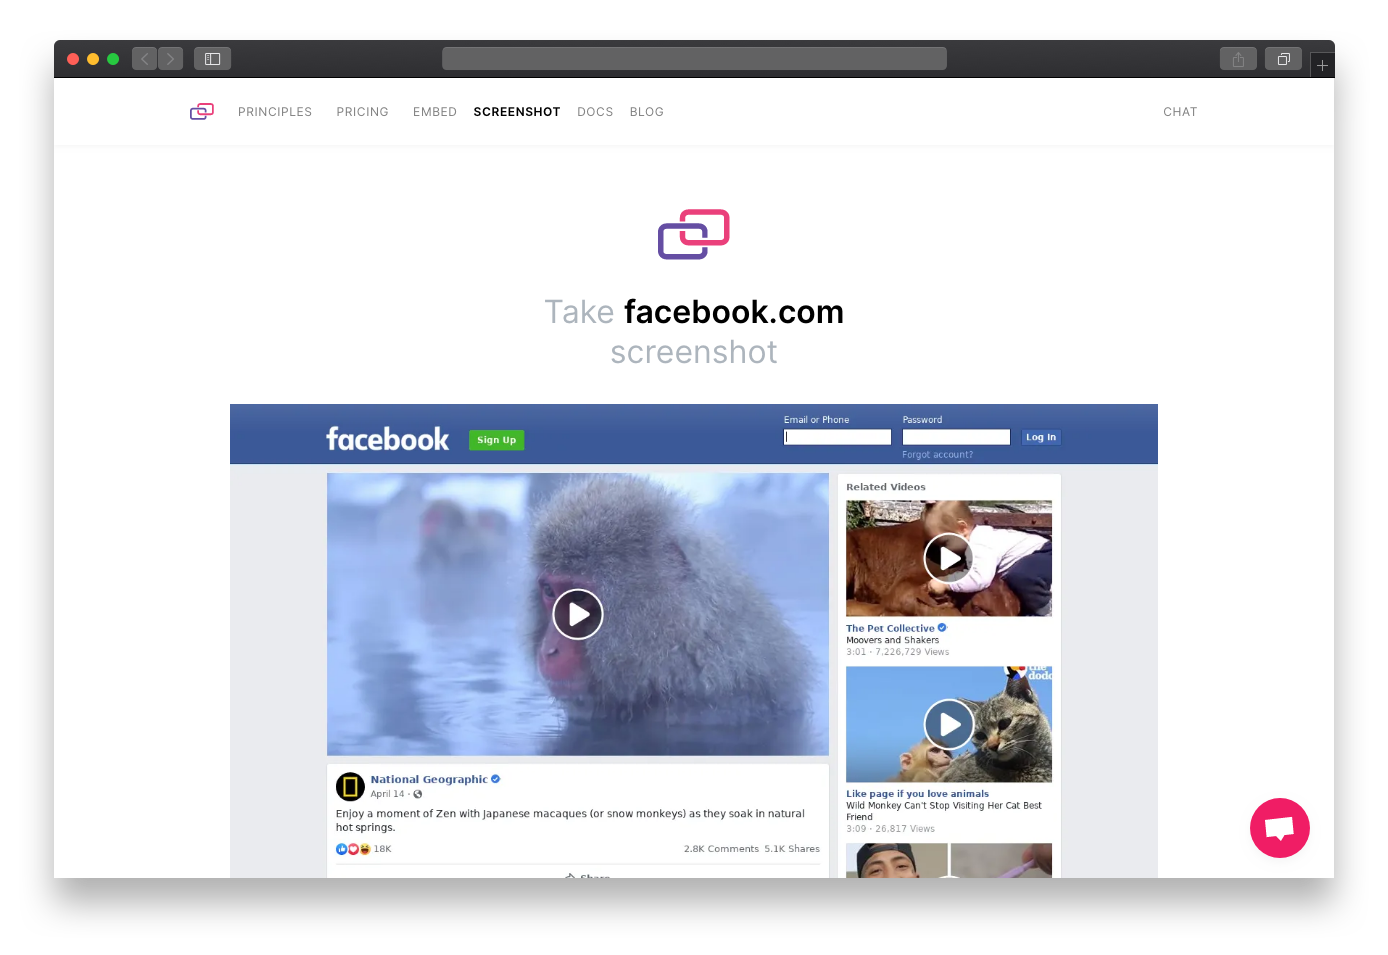 PRINCIPLES PRICING EMBED SCREENSHOT DOCS BLOG CHAT
Take facebook.com
screenshot
facebook Sign Up
Email or Phone Password
Log In
Forgot account?
National Geographic
April 14 ·
Enjoy a moment of Zen with Japanese macaques (or snow monkeys) as they soak in natural
hot springs.
18K 2.8K Comments 5.1K Shares
Share
Related Videos
The Pet Collective
Moovers and Shakers
3:01 · 7,226,729 Views
the
dodo
Like page if you love animals
Wild Monkey Can't Stop Visiting Her Cat Best
Friend
3:09 · 26,817 Views